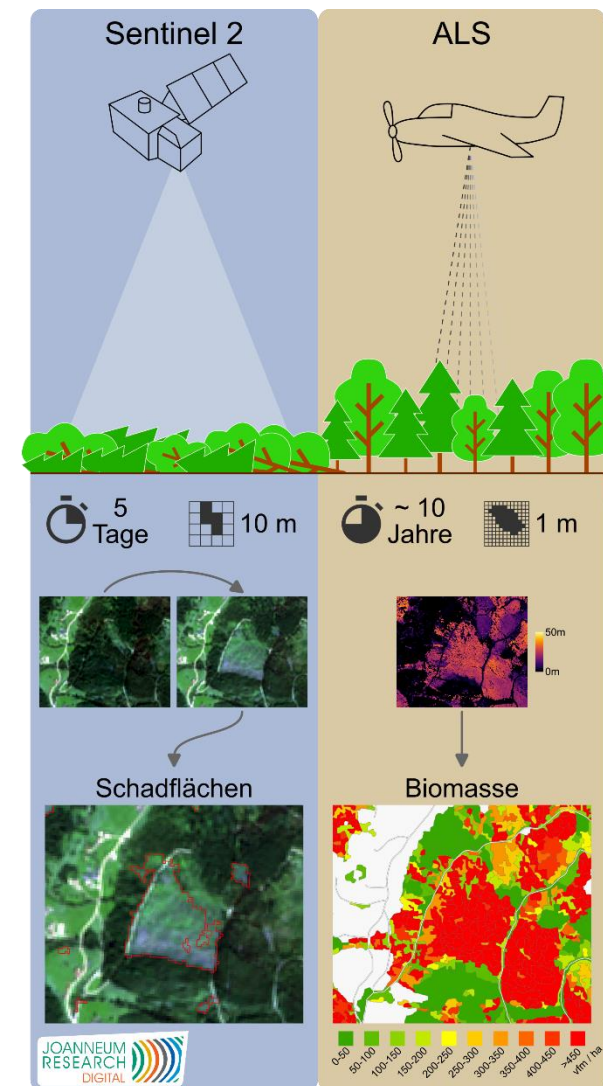 Sentinel 2
ALS
5
Tage
10 m
~ 10
Jahre
1 m
50m
0m
Schadflächen
Biomasse
JOANNEUM
RESEARCH
DIGITAL
0-50
50-100
100-150
150-200
200-250
250-300
300-350
350-400
400-450
>450
vfm / ha